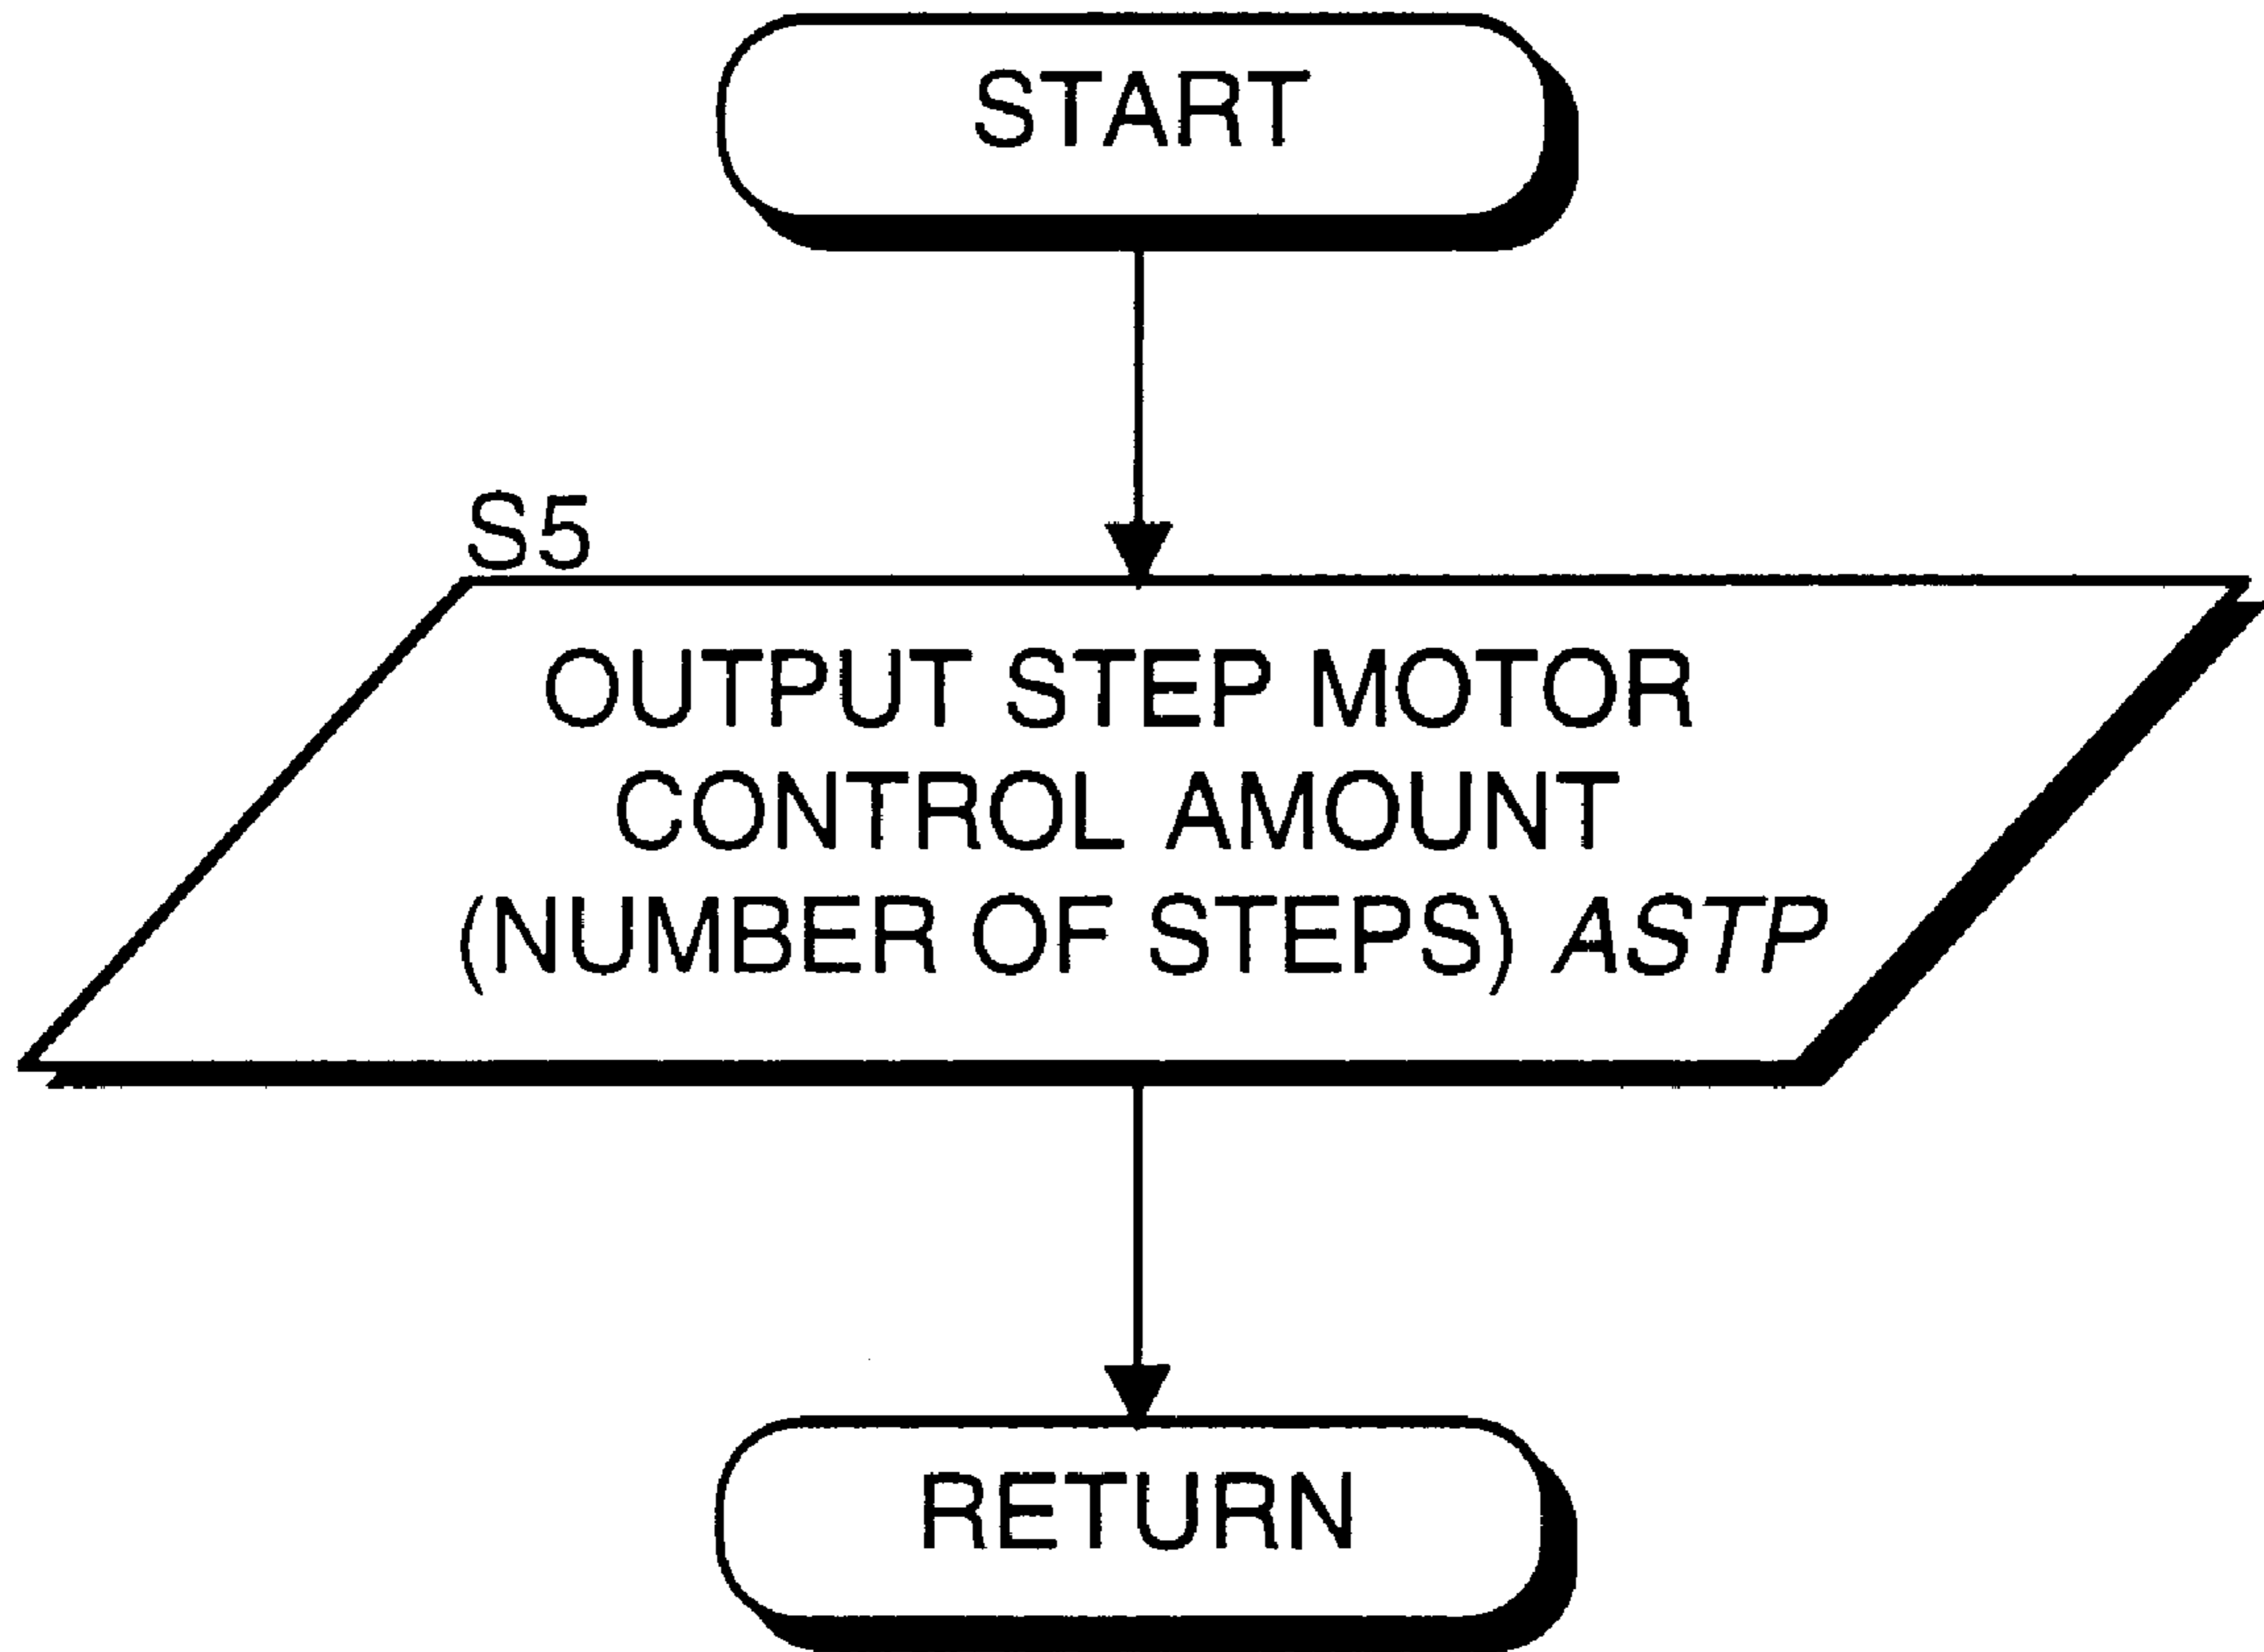 START
S5
OUTPUT STEP MOTOR
CONTROL AMOUNT
(NUMBER OF STEPS) ASTP
RETURN